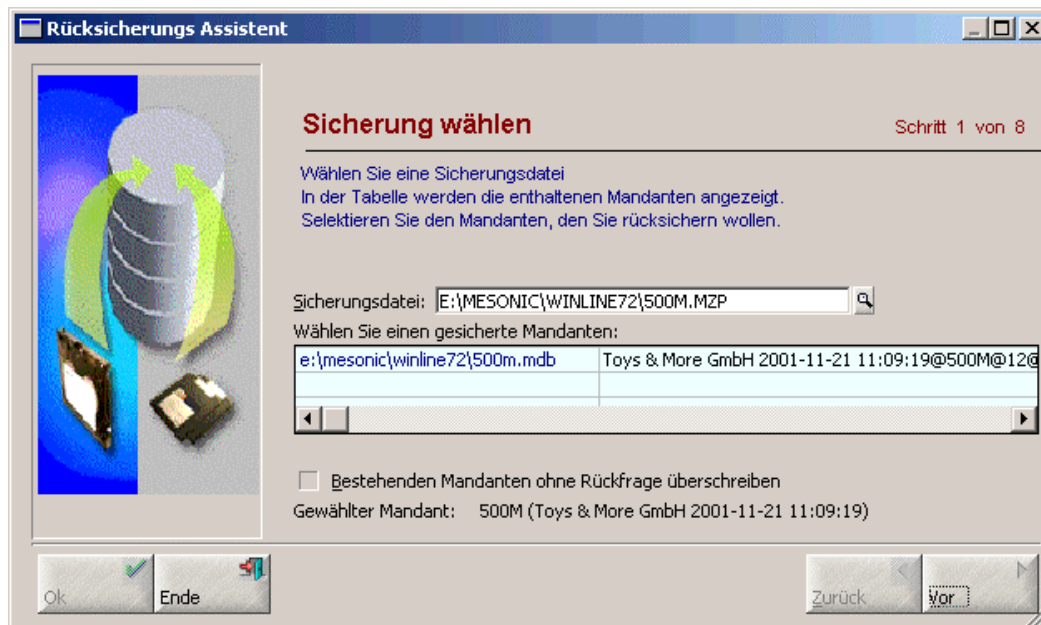 Rücksicherungs Assistent
Sicherung wählen
Schritt 1 von 8
Wählen Sie eine Sicherungsdatei
In der Tabelle werden die enthaltenen Mandanten angezeigt.
Selektieren Sie den Mandanten, den Sie rücksichern wollen.
Sicherungsdatei: E:\MESONIC\WINLINE72\500M.MZP
Wählen Sie einen gesicherte Mandanten:
e:\mesonic\winline72\500m.mdb Toys & More GmbH 2001-11-21 11:09:19@500M@12@
Bestehenden Mandanten ohne Rückfrage überschreiben
Gewählter Mandant: 500M (Toys & More GmbH 2001-11-21 11:09:19)
Ok Ende Zurück Vor